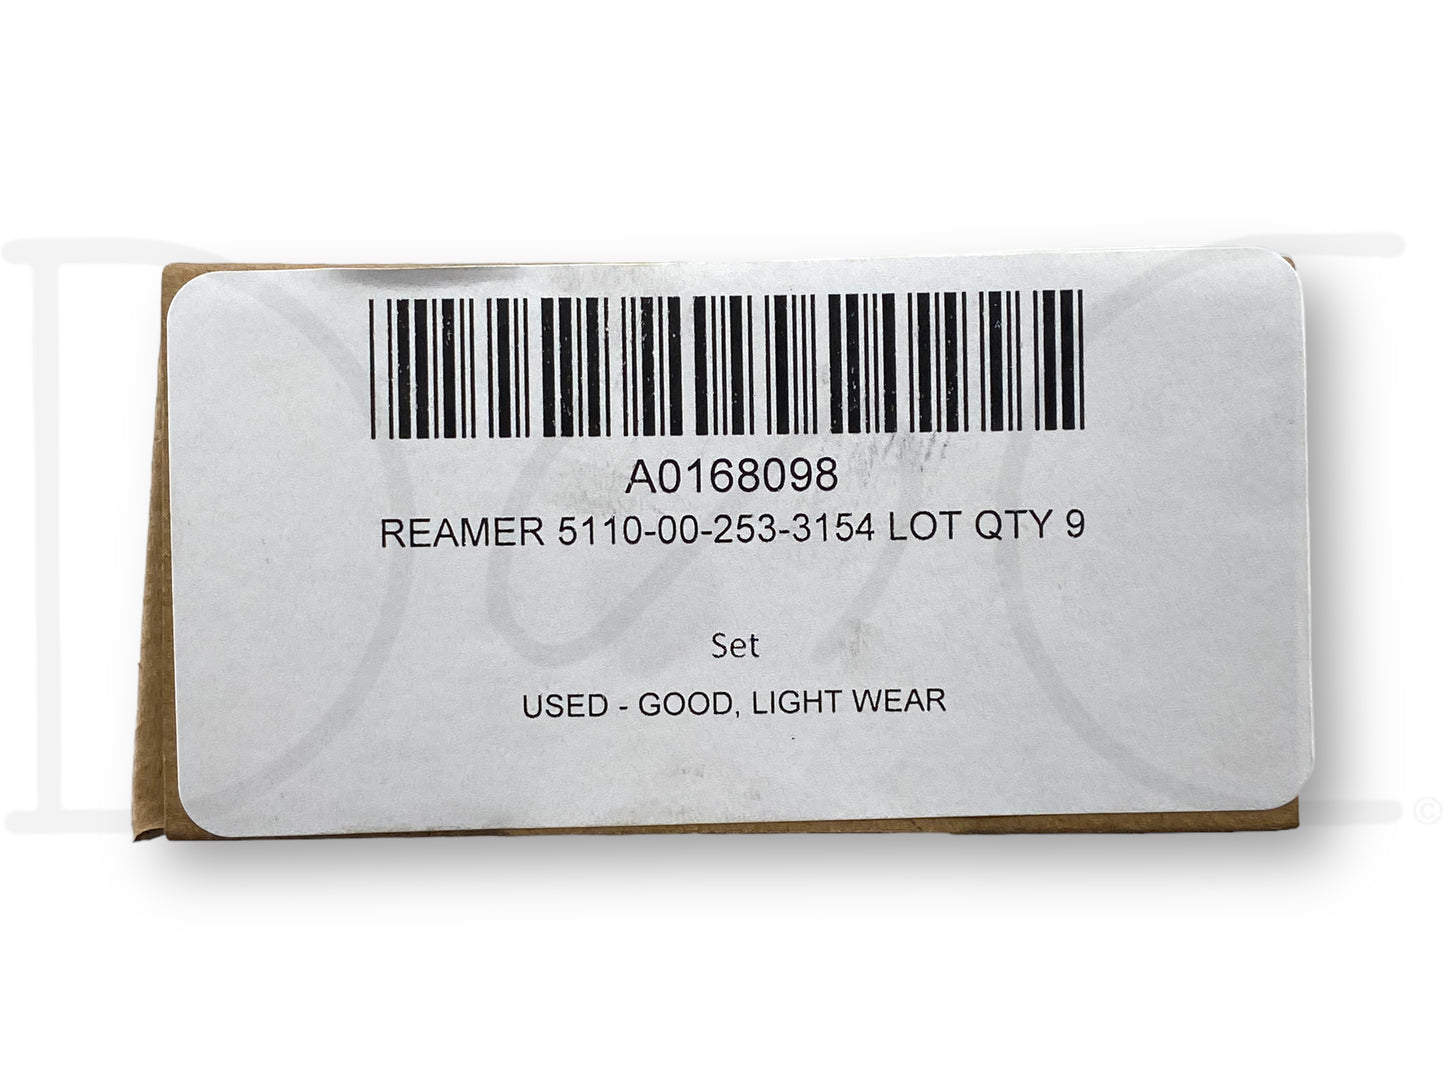 A0168098
REAMER 5110-00-253-3154 LOT QTY 9
Set
USED - GOOD, LIGHT WEAR
©